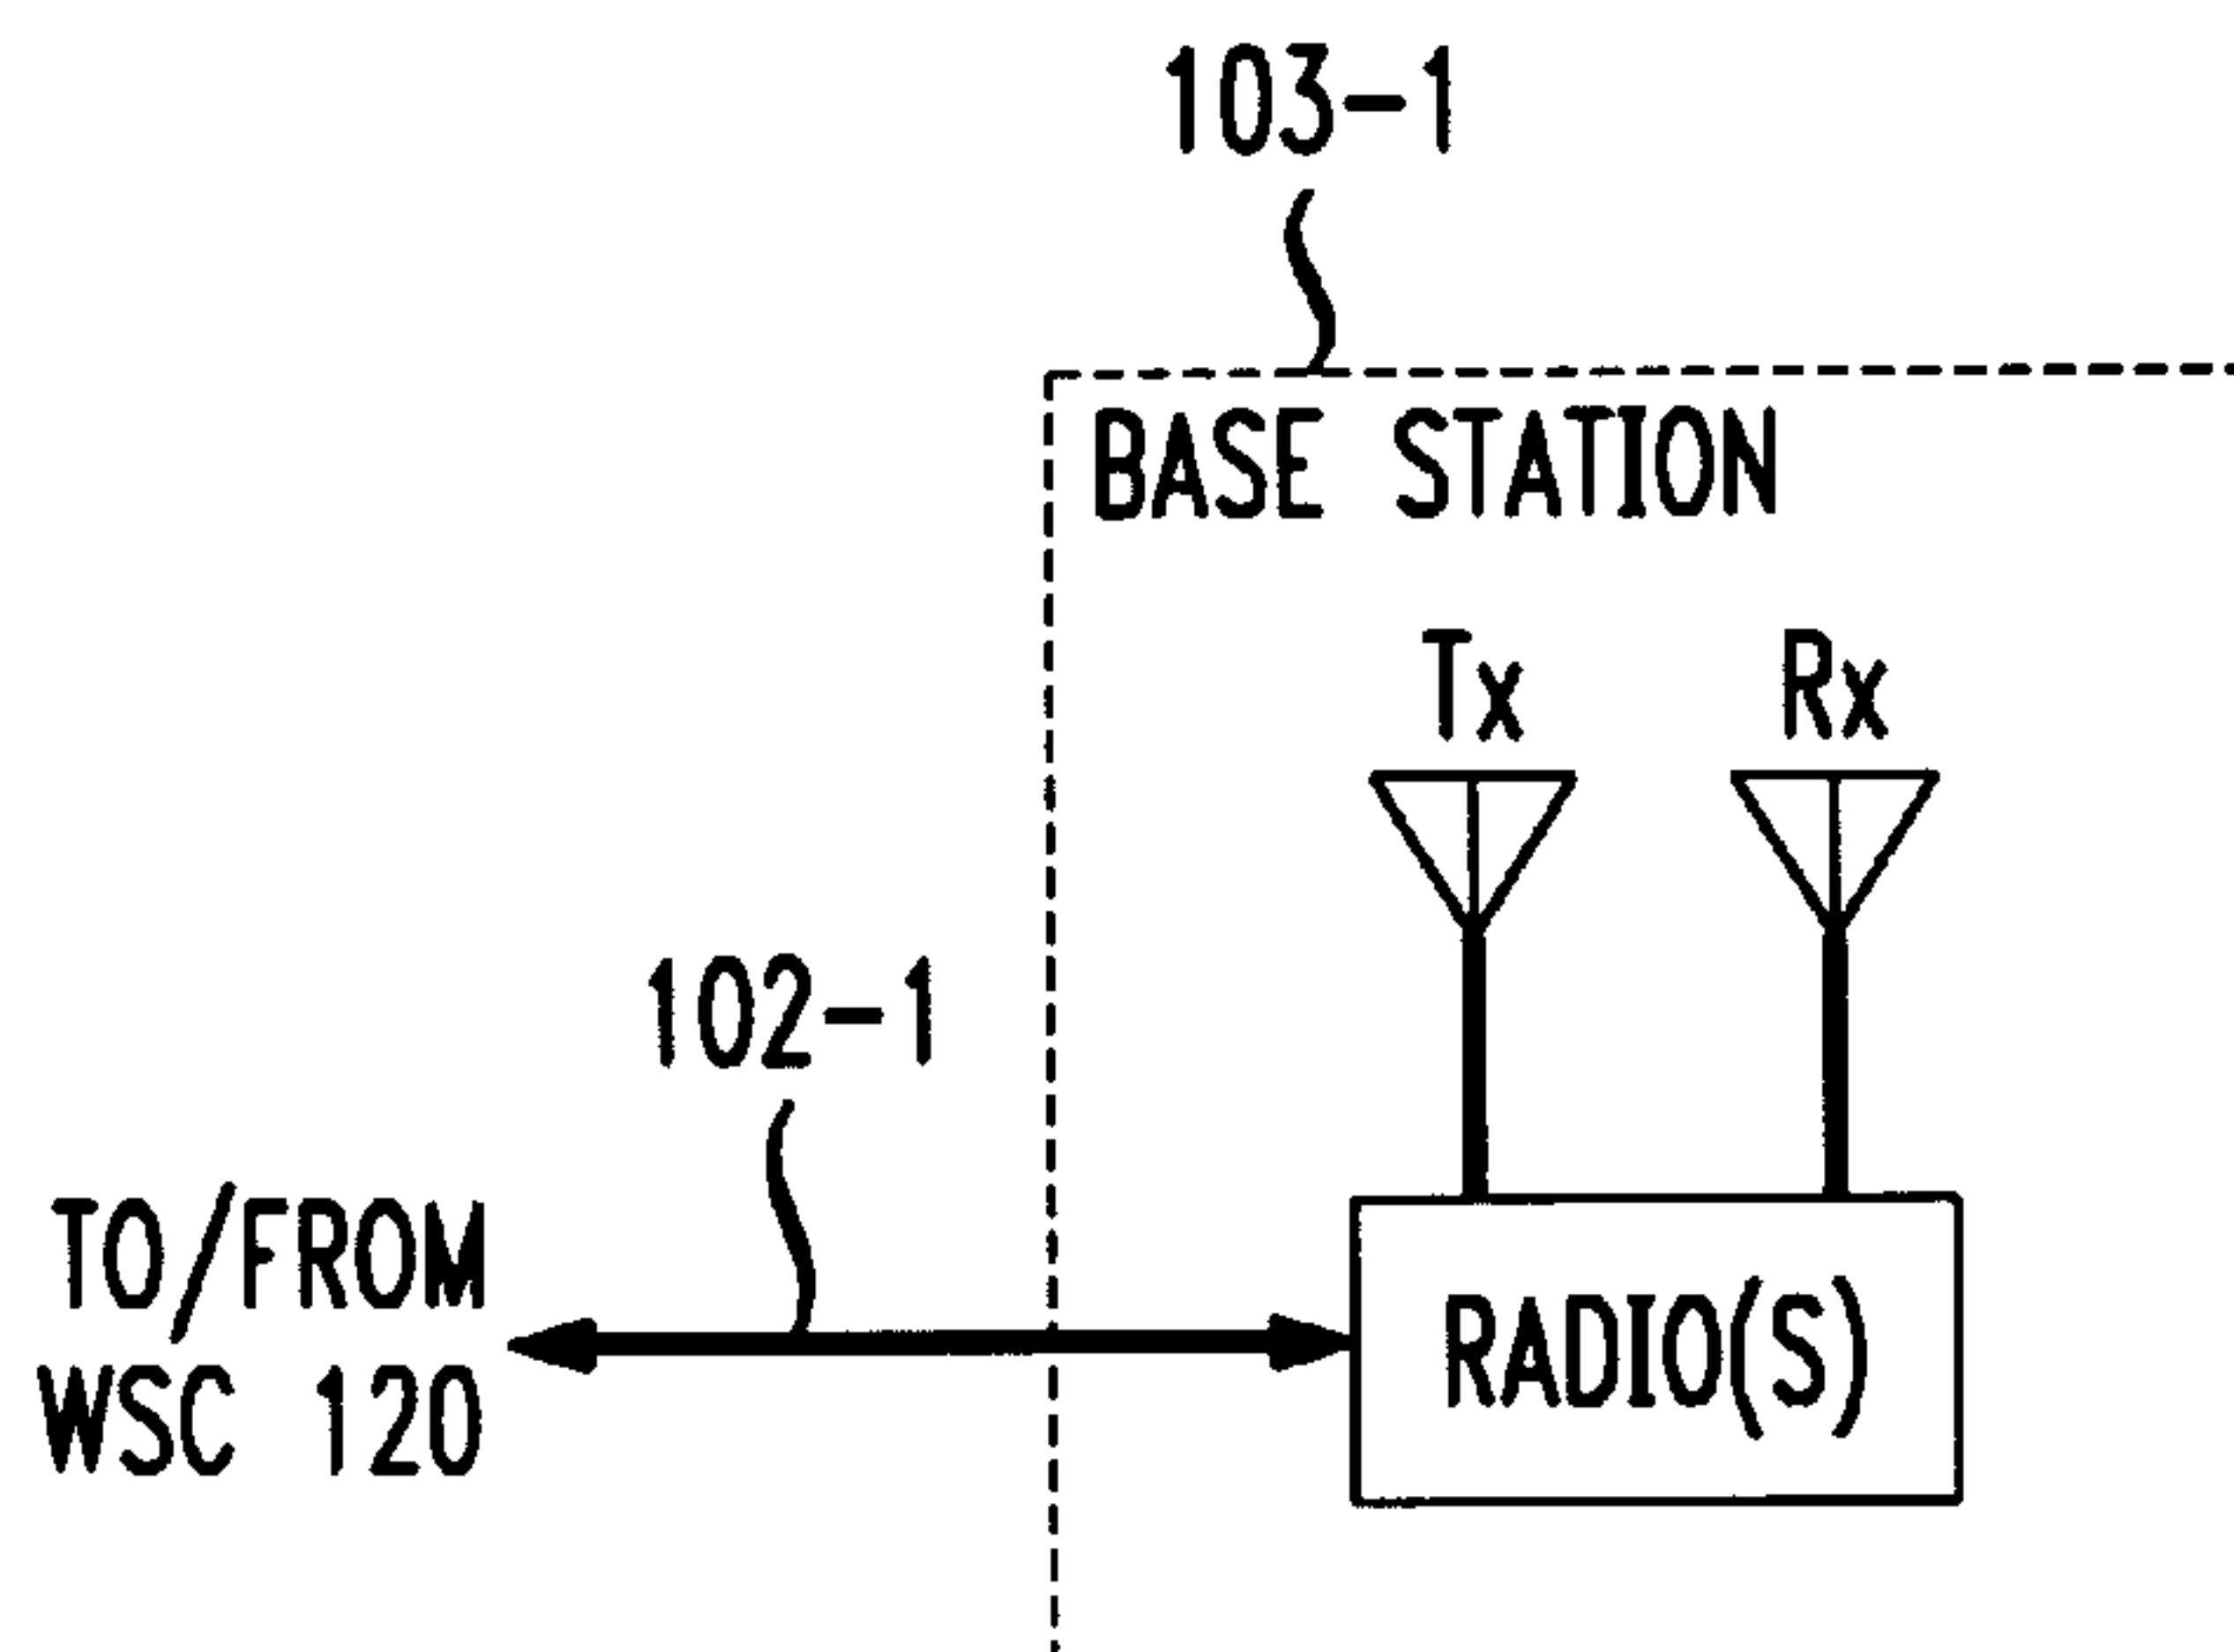 103-1
BASE STATION
Tx Rx
102-1
TO/FROM
WSC 120
RADIO(S)